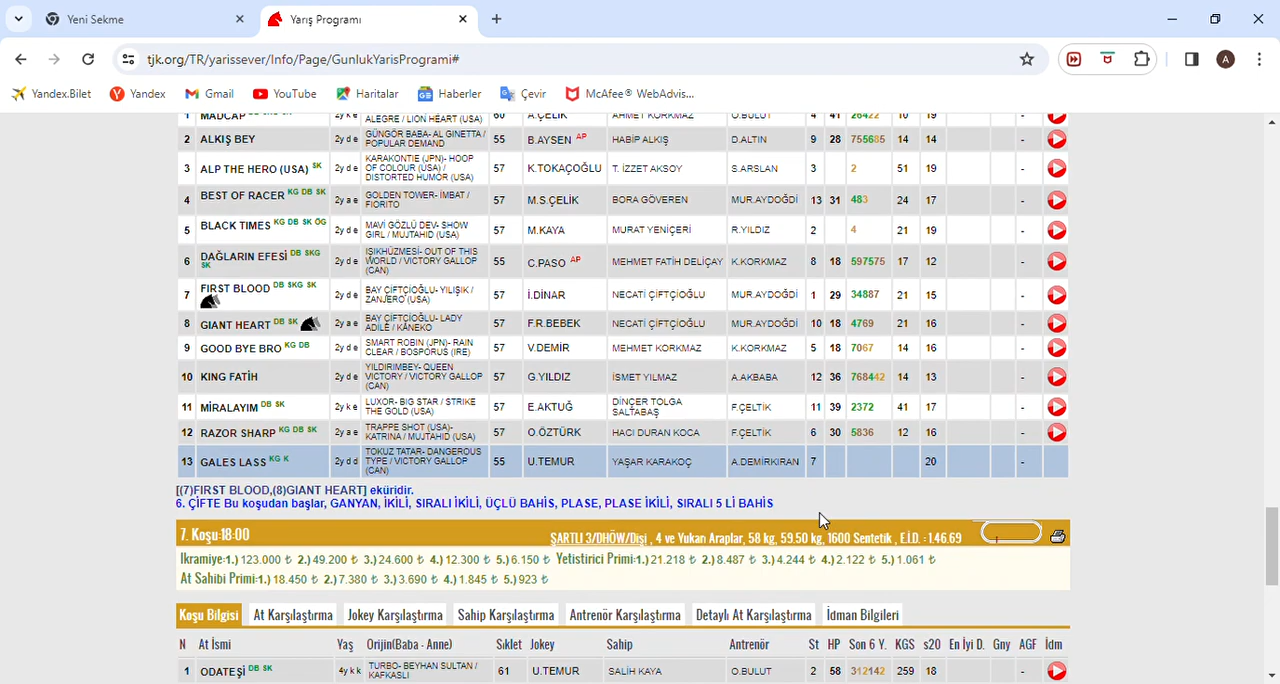 Yeni Sekme
Yarış Programı
tjk.org/TR/yarissever/Info/Page/GunlukYarisProgrami#
A
Yandex.Bilet Yandex Gmail YouTube Haritalar Haberler Çevir McAfee® WebAdvis...
1 MADCAP 2y k e ALEGRE / LION HEART (USA) 60 A.ÇELİK AHMET KORKMAZ O.BULUT 4 41 26422 10 19 -
2 ALKIŞ BEY 2y d e GÜNGÖR BABA- AL GINETTA / POPULAR DEMAND 55 B.AYSEN AP HABİP ALKIŞ D.ALTIN 9 28 755685 14 14 -
3 ALP THE HERO (USA) SK 2y d e KARAKONTIE (JPN)- HOOP OF COLOUR (USA) / DISTORTED HUMOR (USA) 57 K.TOKAÇOĞLU T. İZZET AKSOY S.ARSLAN 3 2 51 19 -
4 BEST OF RACER KG DB SK 2y a e GOLDEN TOWER- İMBAT / FIORITO 57 M.S.ÇELİK BORA GÖVEREN MUR.AYDOĞDİ 13 31 483 24 17 -
5 BLACK TIMES KG DB SK ÖG 2y d e MAVİ GÖZLÜ DEV- SHOW GIRL / MUJTAHID (USA) 57 M.KAYA MURAT YENİÇERİ R.YILDIZ 2 4 21 19 -
6 DAĞLARIN EFESİ DB SKG SK 2y d e IŞIKHÜZMESİ- OUT OF THIS WORLD / VICTORY GALLOP (CAN) 55 C.PASO AP MEHMET FATİH DELİÇAY K.KORKMAZ 8 18 597575 17 12 -
7 FIRST BLOOD DB SKG SK 2y d e BAY ÇİFTÇİOĞLU- YILIŞIK / ZANJERO (USA) 57 İ.DİNAR NECATİ ÇİFTÇİOĞLU MUR.AYDOĞDİ 1 29 34887 21 15 -
8 GIANT HEART DB SK 2y a e BAY ÇİFTÇİOĞLU- LADY ADILE / KANEKO 57 F.R.BEBEK NECATİ ÇİFTÇİOĞLU MUR.AYDOĞDİ 10 18 4769 21 16 -
9 GOOD BYE BRO KG DB 2y d e SMART ROBIN (JPN)- RAIN CLEAR / BOSPORUS (IRE) 57 V.DEMİR MEHMET KORKMAZ K.KORKMAZ 5 18 7067 14 16 -
10 KING FATİH 2y d e YILDIRIMBEY- QUEEN VICTORY / VICTORY GALLOP (CAN) 57 G.YILDIZ İSMET YILMAZ A.AKBABA 12 36 768442 14 13 -
11 MİRALAYIM DB SK 2y k e LUXOR- BIG STAR / STRIKE THE GOLD (USA) 57 E.AKTUĞ DİNÇER TOLGA SALTABAŞ F.ÇELTİK 11 39 2372 41 17 -
12 RAZOR SHARP KG DB SK 2y a e TRAPPE SHOT (USA)- KATRINA / MUJTAHID (USA) 57 O.ÖZTÜRK HACI DURAN KOCA F.ÇELTİK 6 30 5836 12 16 -
13 GALES LASS KG K 2y d d TOKUZ TATAR- DANGEROUS TYPE / VICTORY GALLOP (CAN) 55 U.TEMUR YAŞAR KARAKOÇ A.DEMİRKIRAN 7 20 -
[(7)FIRST BLOOD,(8)GIANT HEART] eküridir.
6. ÇİFTE Bu koşudan başlar, GANYAN, İKİLİ, SIRALI İKİLİ, ÜÇLÜ BAHİS, PLASE, PLASE İKİLİ, SIRALI 5 Lİ BAHİS
7. Koşu:18:00 ŞARTLI 3/DHÖW/Dişi , 4 ve Yukarı Araplar, 58 kg, 59.50 kg, 1600 Sentetik , E.İ.D. : 1.46.69
İkramiye:1.) 123.000 ₺ 2.) 49.200 ₺ 3.) 24.600 ₺ 4.) 12.300 ₺ 5.) 6.150 ₺ Yetiştirici Primi:1.) 21.218 ₺ 2.) 8.487 ₺ 3.) 4.244 ₺ 4.) 2.122 ₺ 5.) 1.061 ₺
At Sahibi Primi:1.) 18.450 ₺ 2.) 7.380 ₺ 3.) 3.690 ₺ 4.) 1.845 ₺ 5.) 923 ₺
Koşu Bilgisi At Karşılaştırma Jokey Karşılaştırma Sahip Karşılaştırma Antrenör Karşılaştırma Detaylı At Karşılaştırma İdman Bilgileri
N At İsmi Yaş Orijin(Baba - Anne) Sıklet Jokey Sahip Antrenör St HP Son 6 Y. KGS s20 En İyi D. Gny AGF İdm
1 ODATEŞİ DB SK 4y k k TURBO- BEYHAN SULTAN / KAFKASLI 61 U.TEMUR SALİH KAYA O.BULUT 2 58 312142 259 18 -